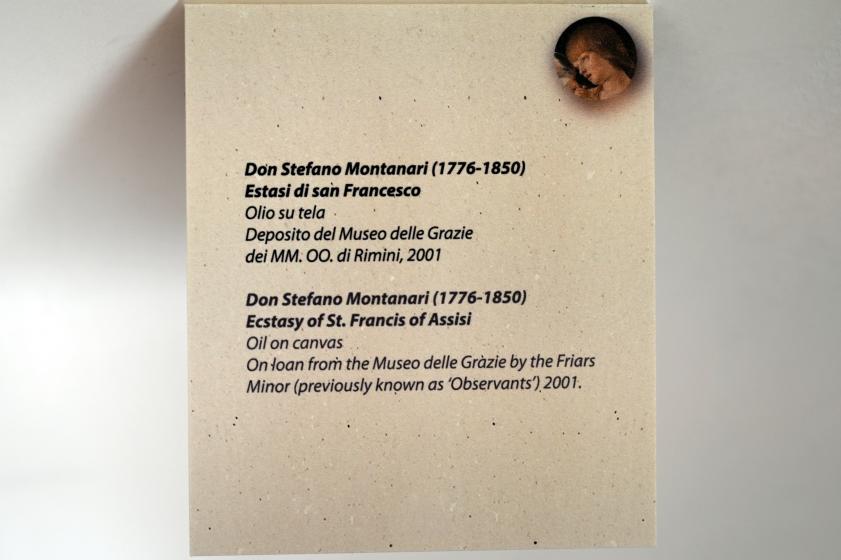 Don Stefano Montanari (1776-1850)
Estasi di san Francesco
Olio su tela
Deposito del Museo delle Grazie
dei MM. OO. di Rimini, 2001
Don Stefano Montanari (1776-1850)
Ecstasy of St. Francis of Assisi
Oil on canvas
On loan from the Museo delle Grazie by the Friars
Minor (previously known as ‘Observants’) 2001.